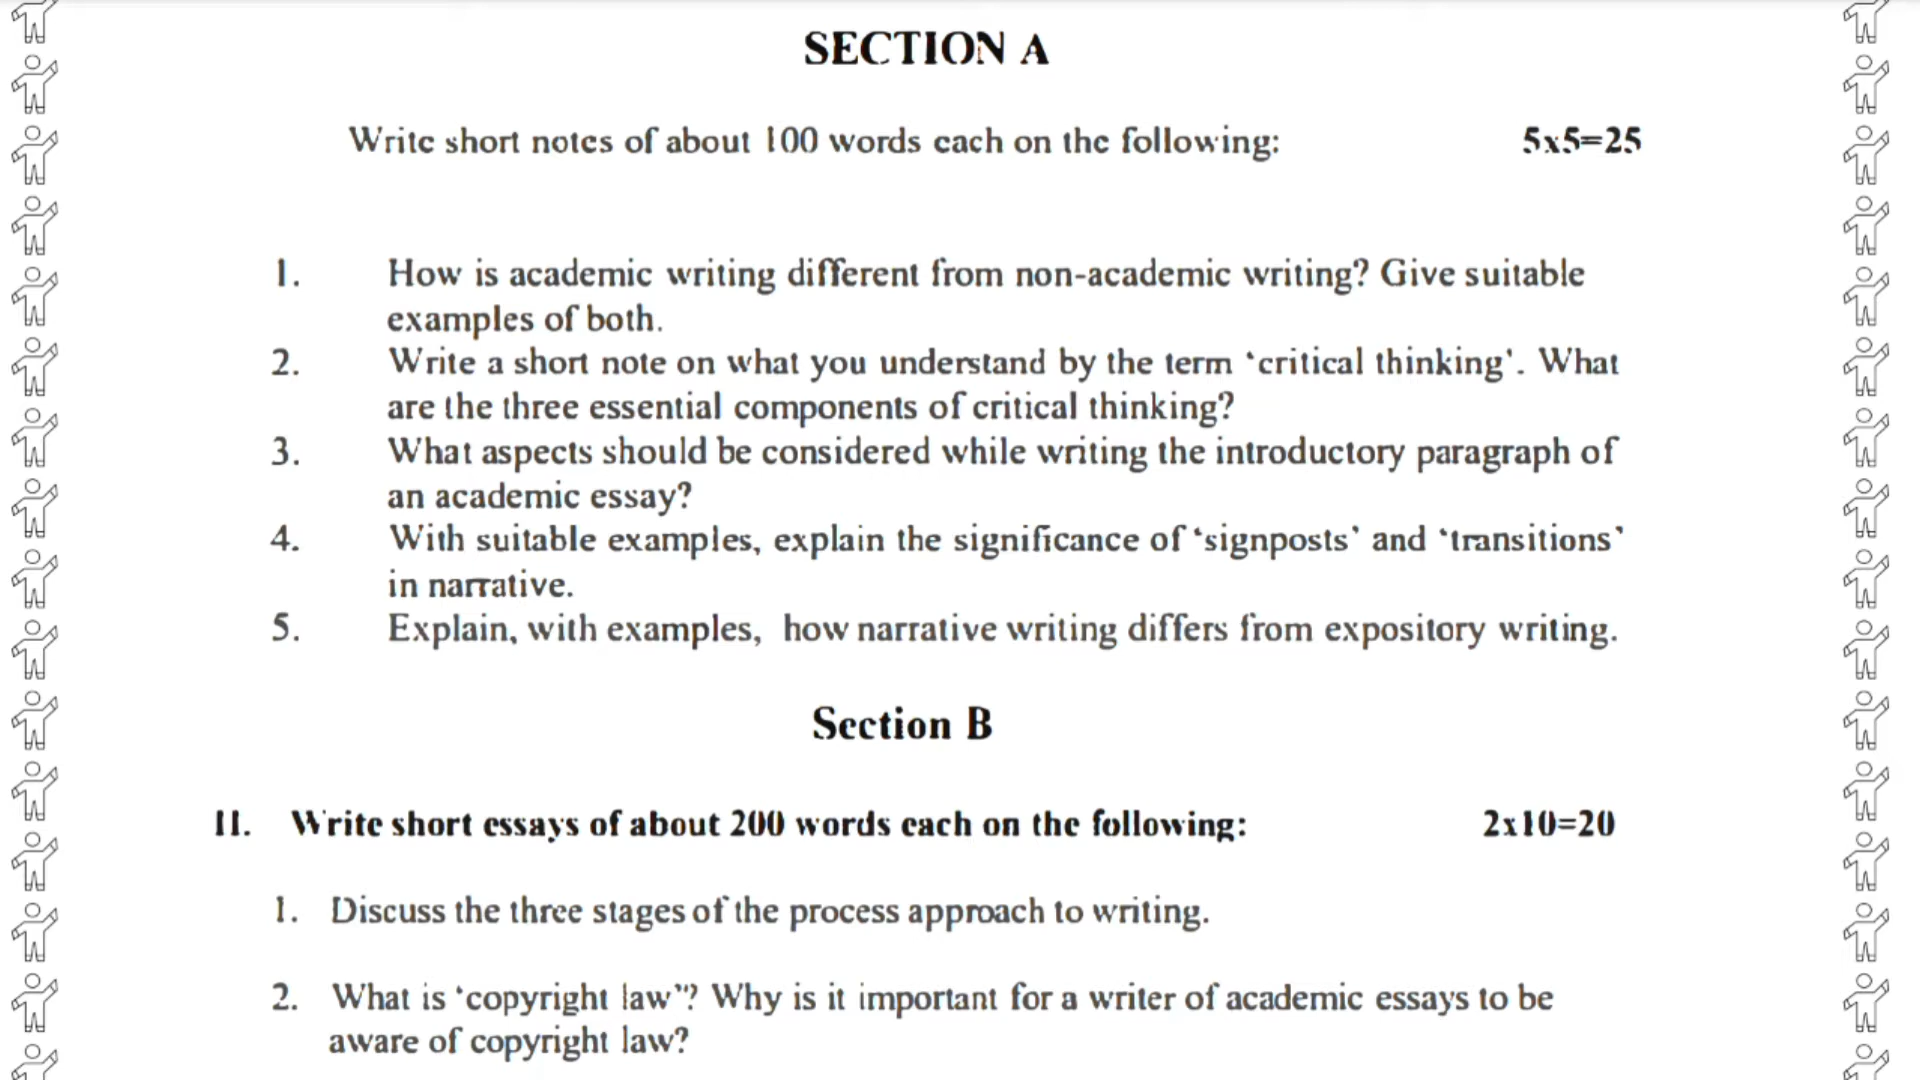 SECTION A
Write short notes of about 100 words each on the following: 5x5=25
1. How is academic writing different from non-academic writing? Give suitable
examples of both.
2. Write a short note on what you understand by the term ‘critical thinking’. What
are the three essential components of critical thinking?
3. What aspects should be considered while writing the introductory paragraph of
an academic essay?
4. With suitable examples, explain the significance of ‘signposts’ and ‘transitions’
in narrative.
5. Explain, with examples, how narrative writing differs from expository writing.
Section B
II. Write short essays of about 200 words each on the following: 2x10=20
1. Discuss the three stages of the process approach to writing.
2. What is ‘copyright law”? Why is it important for a writer of academic essays to be
aware of copyright law?